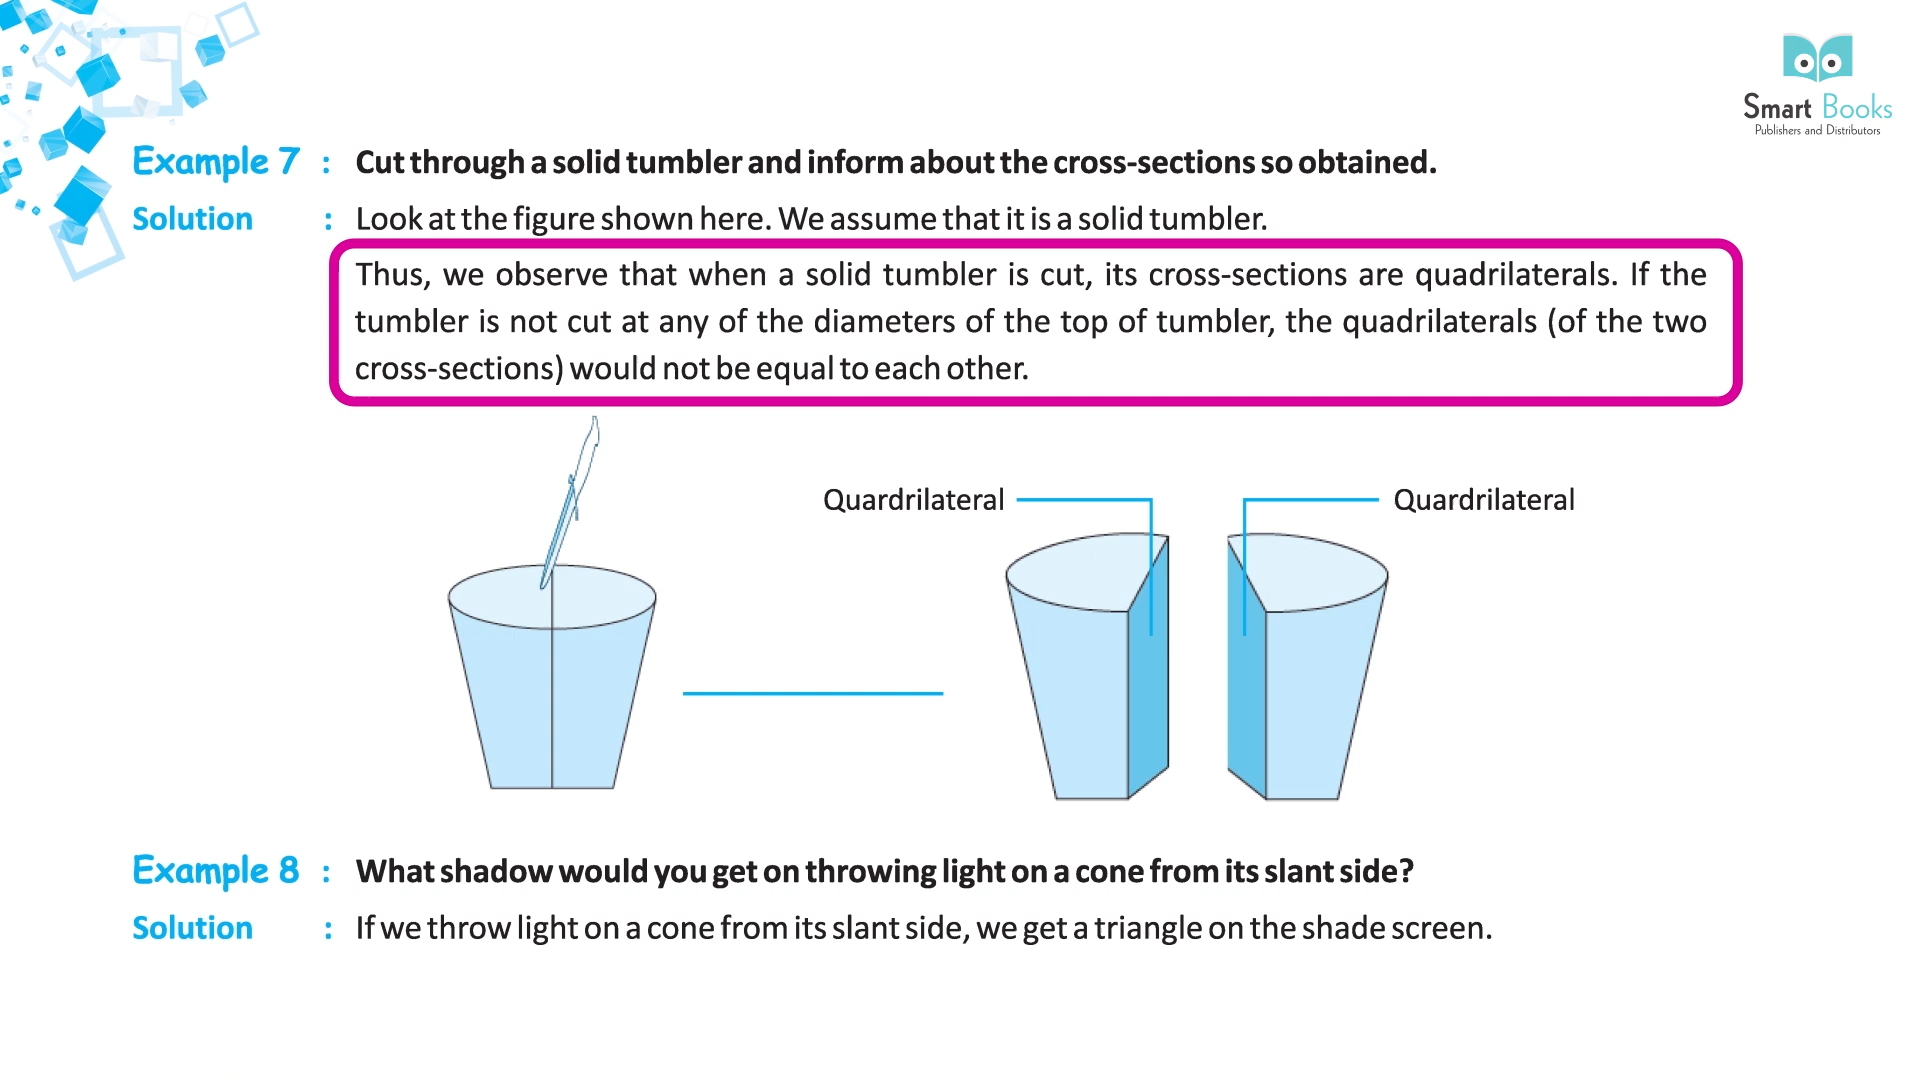 Smart Books
Publishers and Distributors
Example 7 : Cut through a solid tumbler and inform about the cross-sections so obtained.
Solution : Look at the figure shown here. We assume that it is a solid tumbler.
Thus, we observe that when a solid tumbler is cut, its cross-sections are quadrilaterals. If the
tumbler is not cut at any of the diameters of the top of tumbler, the quadrilaterals (of the two
cross-sections) would not be equal to each other.
Quardrilateral
Quardrilateral
Example 8 : What shadow would you get on throwing light on a cone from its slant side?
Solution : If we throw light on a cone from its slant side, we get a triangle on the shade screen.